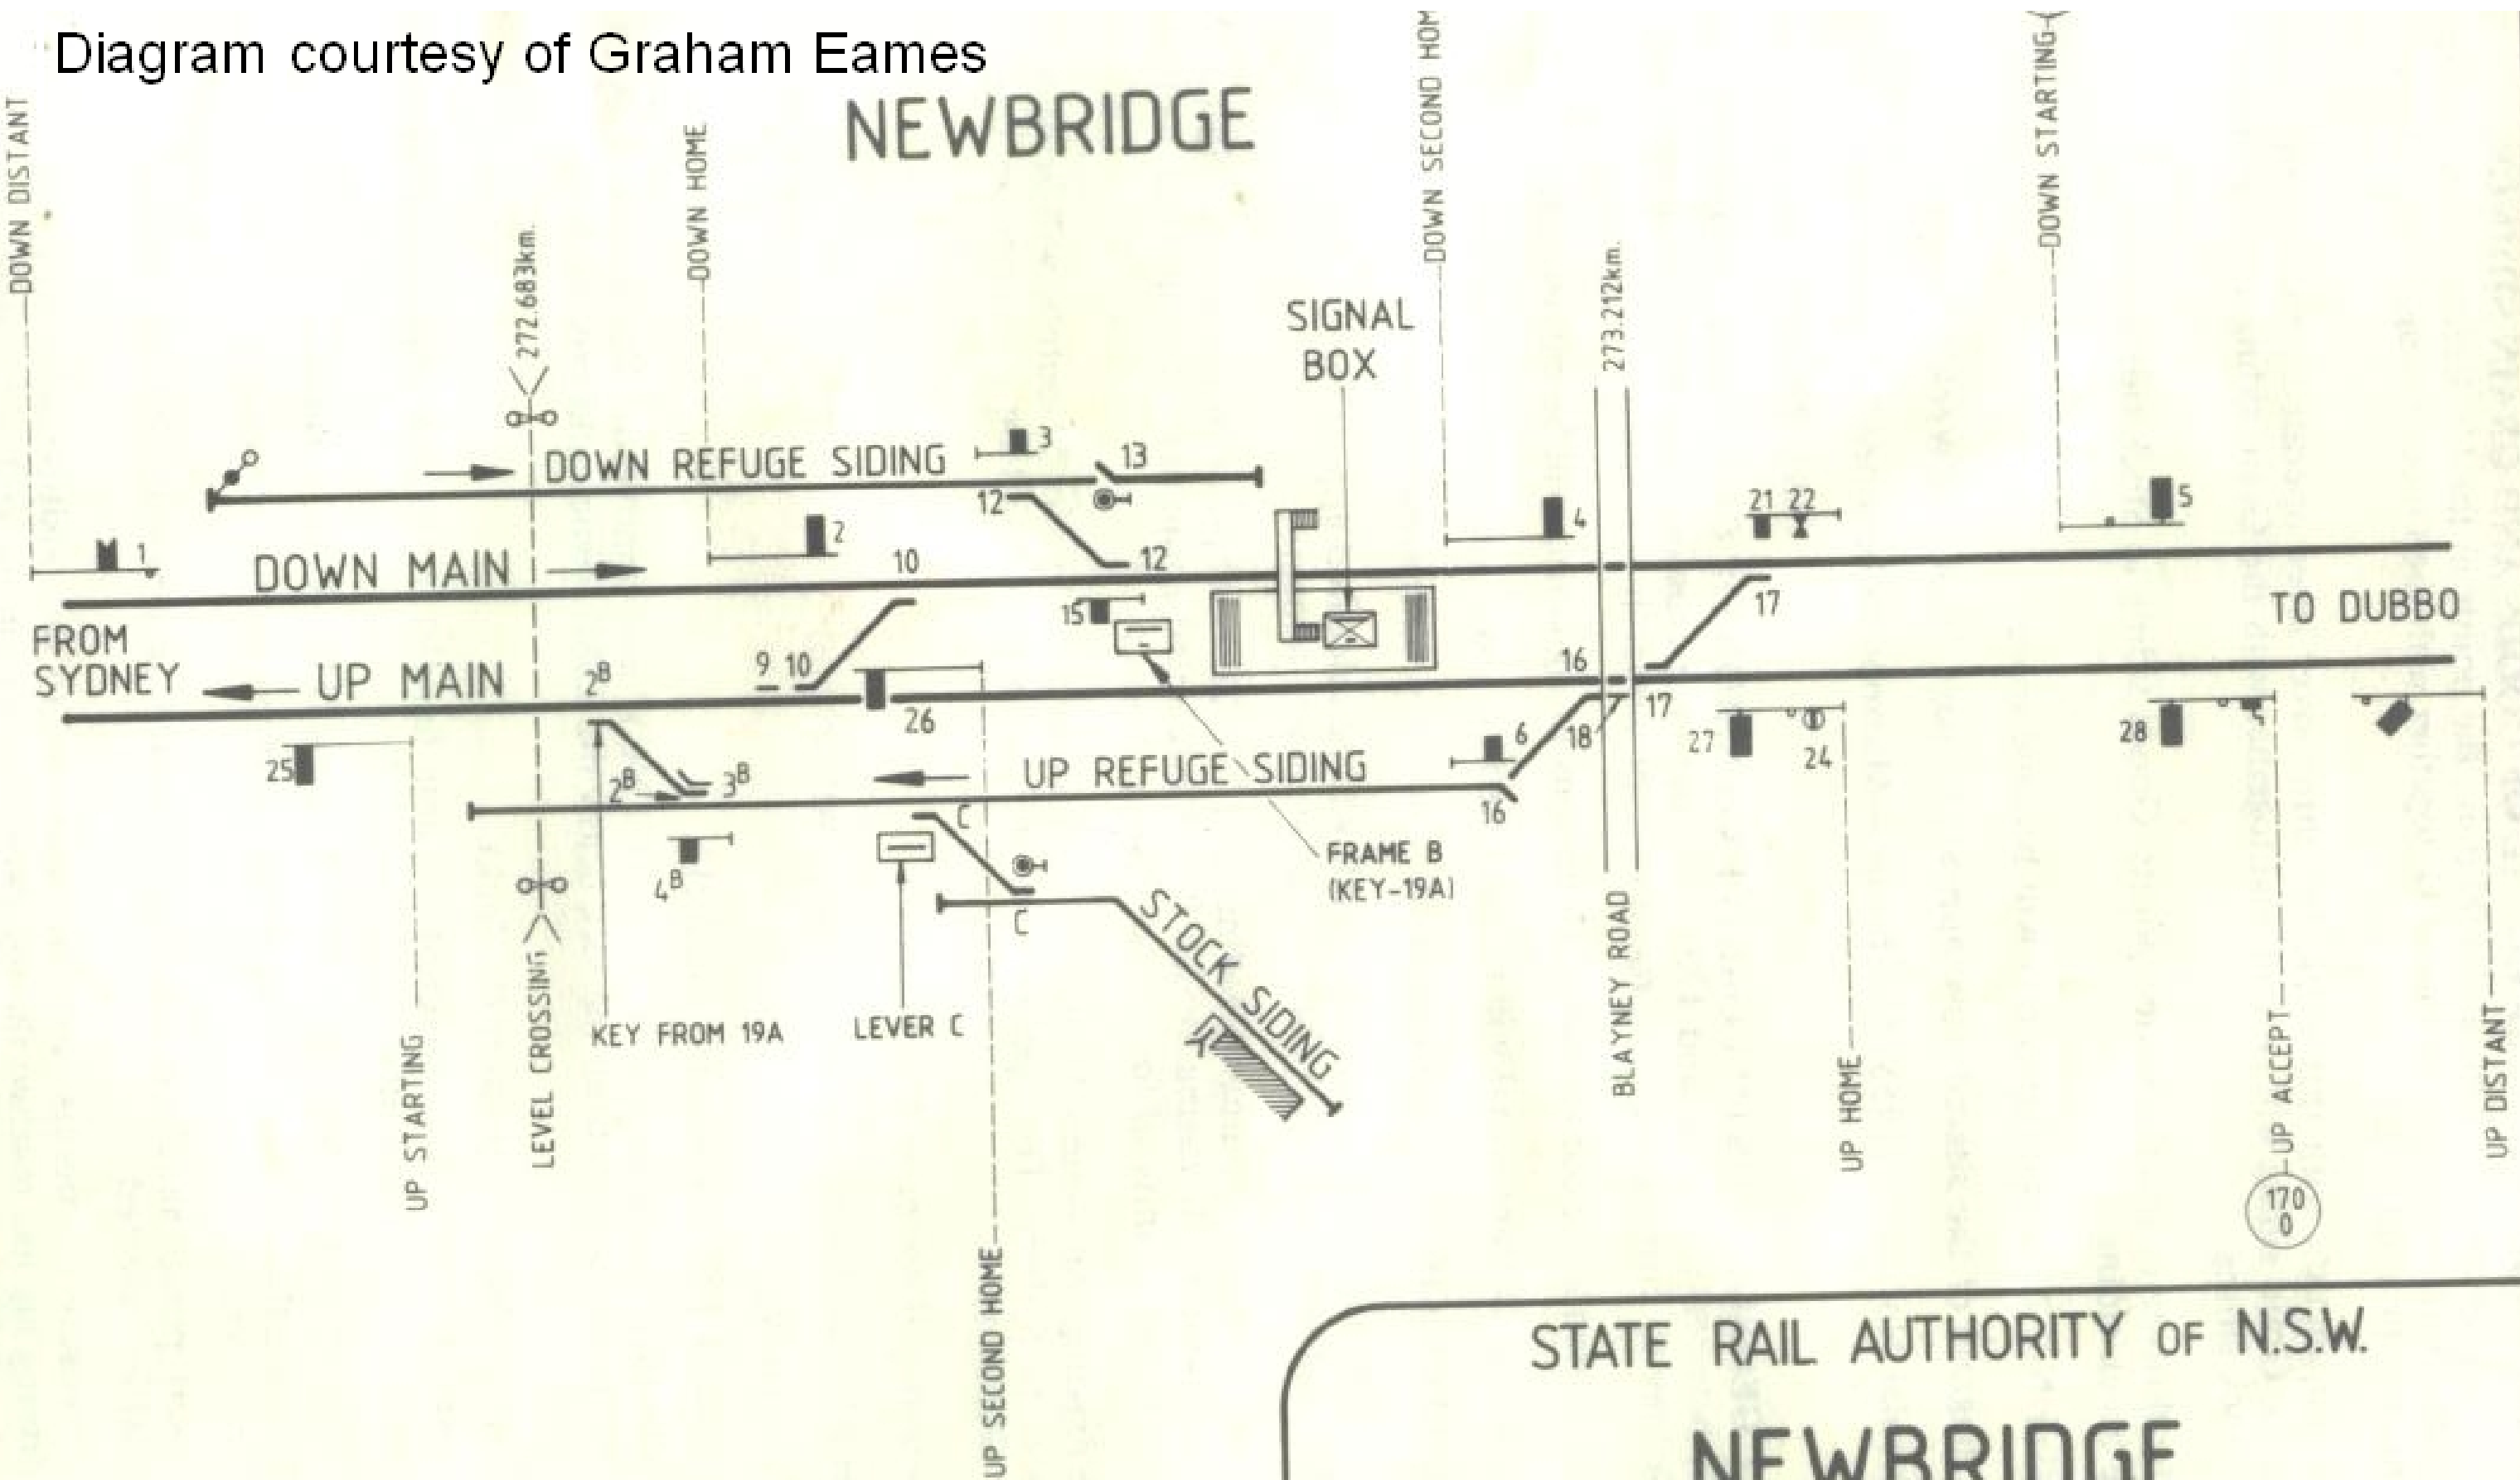 Diagram courtesy of Graham Eames
NEWBRIDGE
DOWN DISTANT
272.683km.
DOWN HOME
DOWN SECOND HOM
273.212km.
DOWN STARTING
SIGNAL
BOX
DOWN REFUGE SIDING
3
13
12
12
1
DOWN MAIN
2
10
4
21 22
5
15
17
TO DUBBO
FROM
SYDNEY
UP MAIN
2B
9 10
26
16
17
18
6
27
24
28
25
2B
3B
UP REFUGE SIDING
16
C
4B
FRAME B
(KEY-19A)
C
STOCK SIDING
KEY FROM 19A
LEVER C
UP STARTING
LEVEL CROSSING
UP SECOND HOME
BLAYNEY ROAD
UP HOME
UP ACCEPT
170
0
UP DISTANT
STATE RAIL AUTHORITY OF N.S.W.
NEWBRIDGE